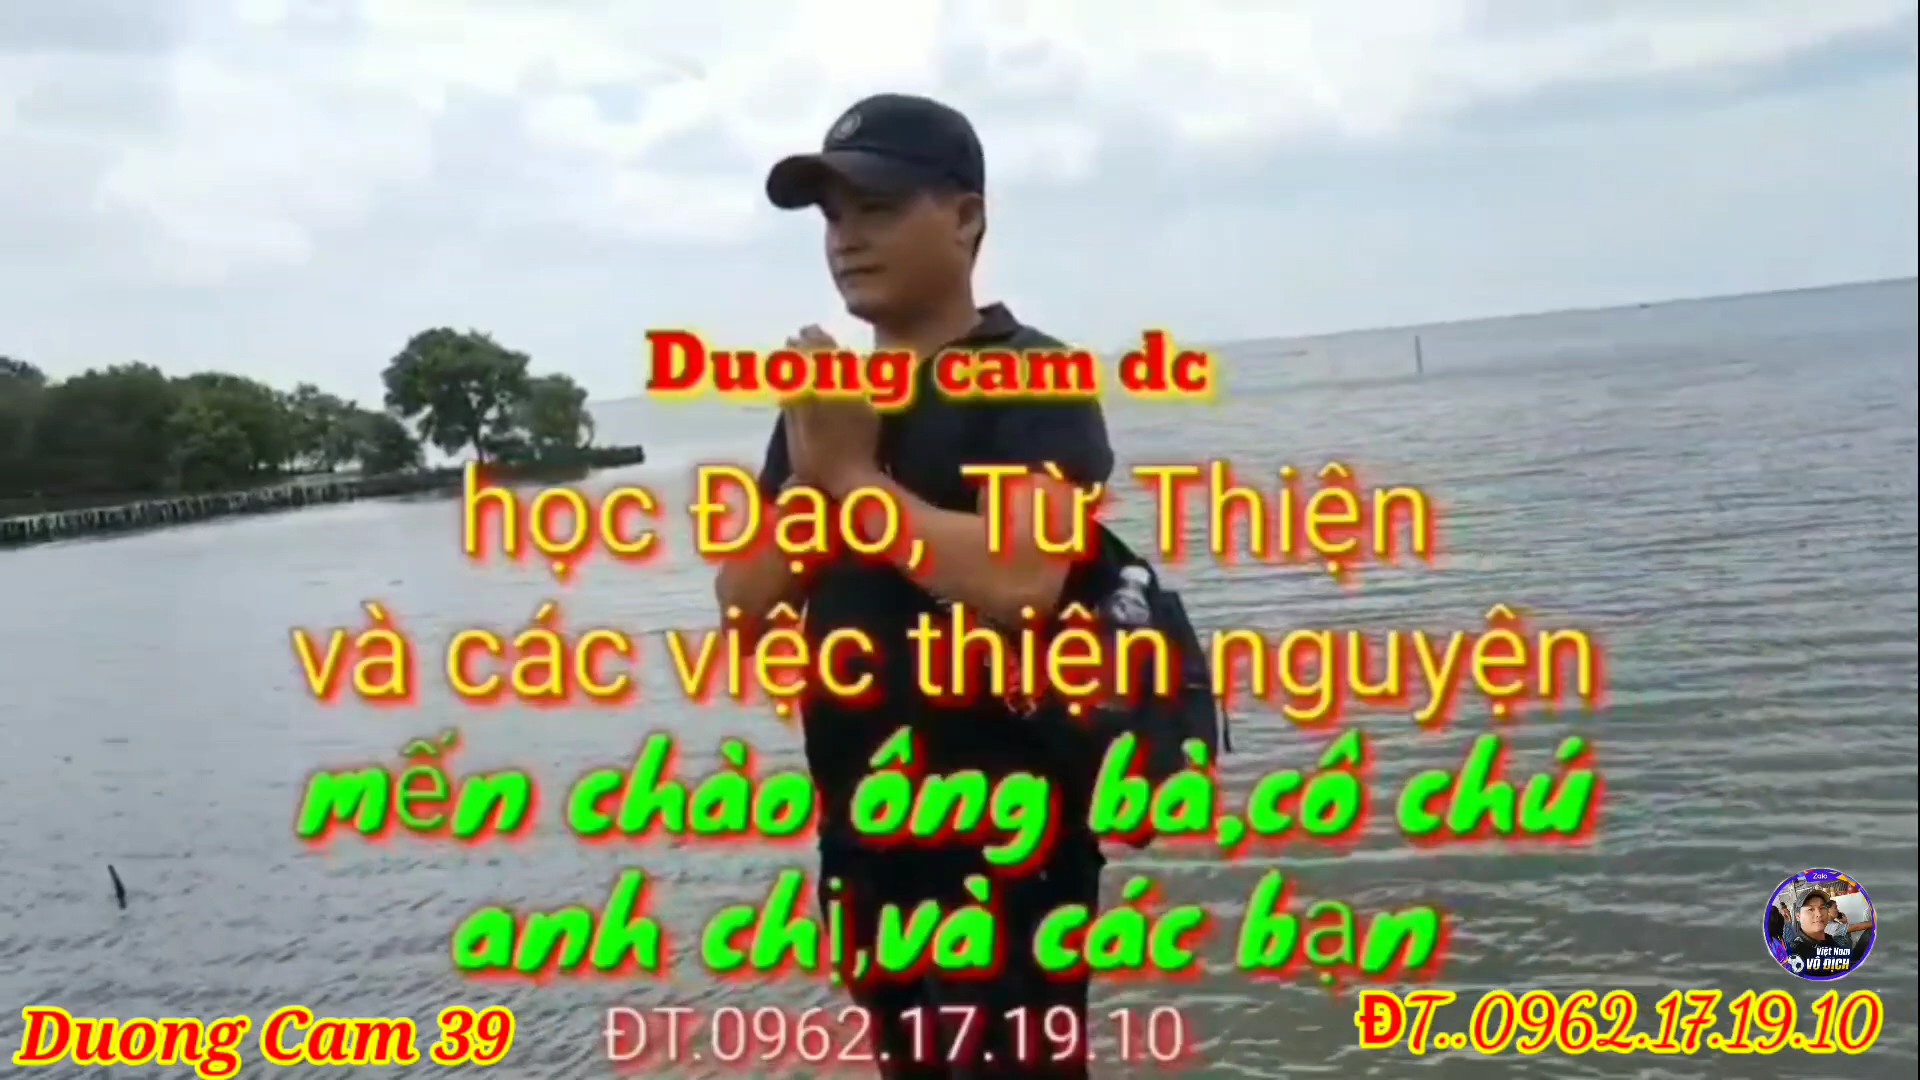 Duong cam dc
học Đạo, Từ Thiện
và các việc thiện nguyện
mến chào ông bà,cô chú
anh chị,và các bạn
Zalo
Việt Nam
VÔ ĐỊCH
Duong Cam 39
ĐT.0962.17.19.10
ĐT..0962.17.19.10